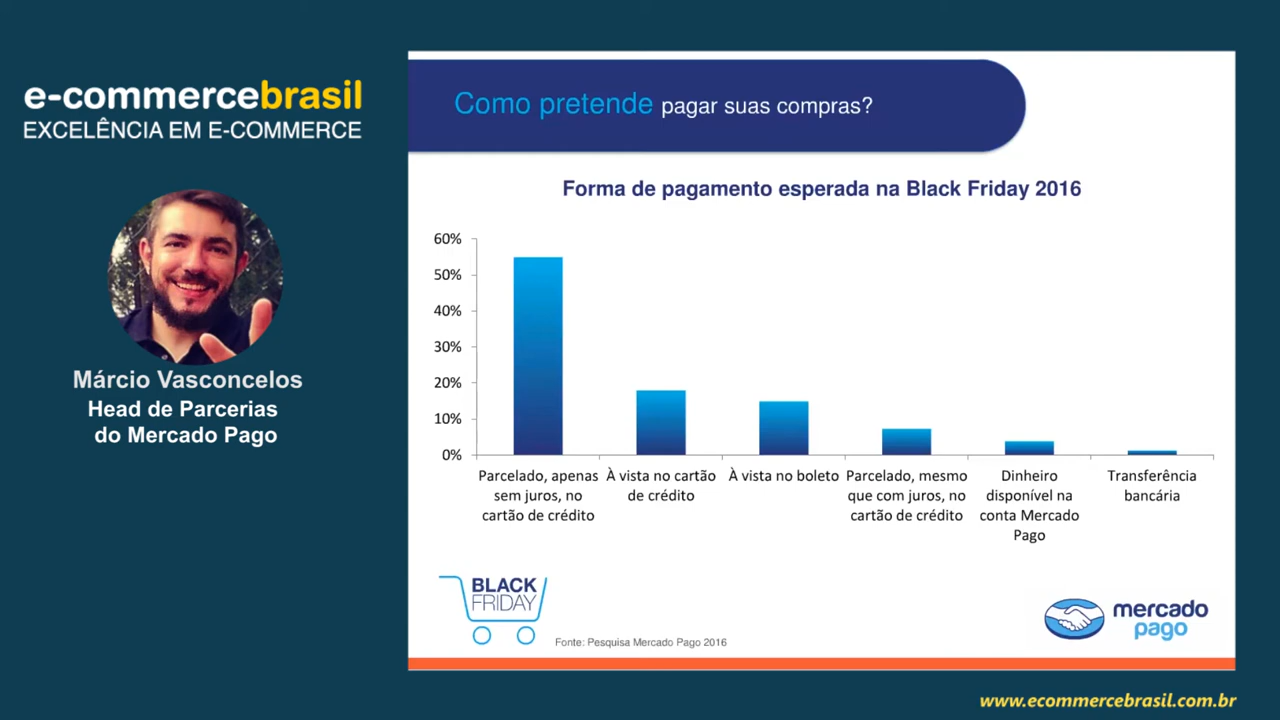 e-commercebrasil
EXCELÊNCIA EM E-COMMERCE
Márcio Vasconcelos
Head de Parcerias
do Mercado Pago
Como pretende pagar suas compras?
Forma de pagamento esperada na Black Friday 2016
60%
50%
40%
30%
20%
10%
0%
Parcelado, apenas
sem juros, no
cartão de crédito
À vista no cartão
de crédito
À vista no boleto
Parcelado, mesmo
que com juros, no
cartão de crédito
Dinheiro
disponível na
conta Mercado
Pago
Transferência
bancária
BLACK
FRIDAY
Fonte: Pesquisa Mercado Pago 2016
mercado
pago
www.ecommercebrasil.com.br